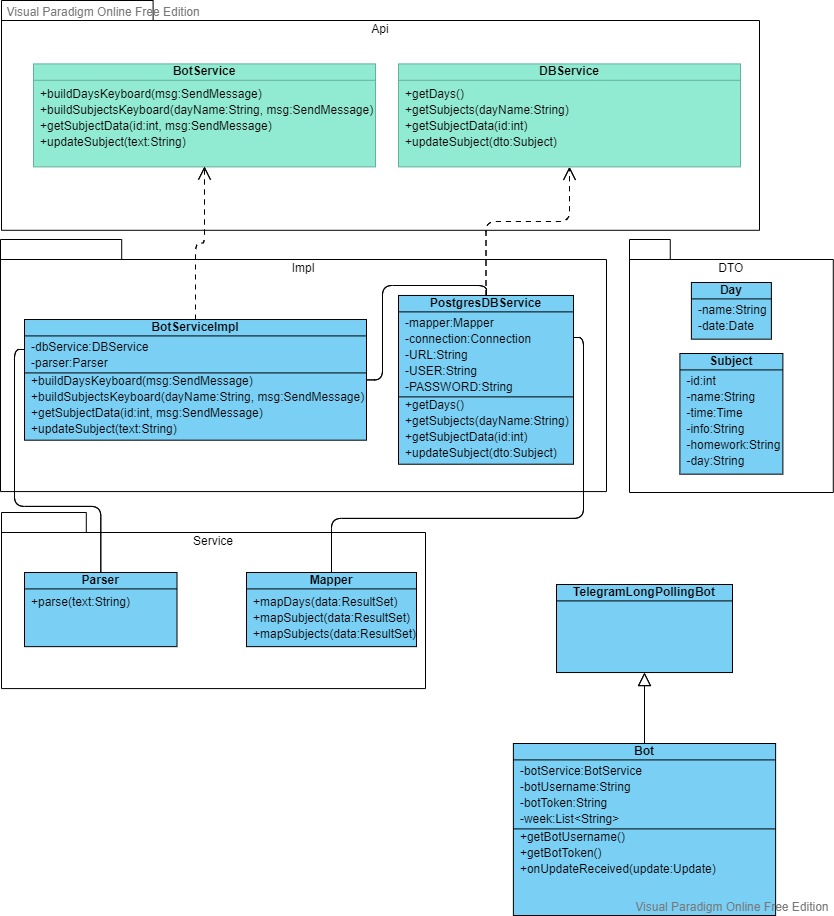 Visual Paradigm Online Free Edition
Api
BotService
+buildDaysKeyboard(msg:SendMessage)
+buildSubjectsKeyboard(dayName:String, msg:SendMessage)
+getSubjectData(id:int, msg:SendMessage)
+updateSubject(text:String)
DBService
+getDays()
+getSubjects(dayName:String)
+getSubjectData(id:int)
+updateSubject(dto:Subject)
Impl
BotServiceImpl
-dbService:DBService
-parser:Parser
+buildDaysKeyboard(msg:SendMessage)
+buildSubjectsKeyboard(dayName:String, msg:SendMessage)
+getSubjectData(id:int, msg:SendMessage)
+updateSubject(text:String)
PostgresDBService
-mapper:Mapper
-connection:Connection
-URL:String
-USER:String
-PASSWORD:String
+getDays()
+getSubjects(dayName:String)
+getSubjectData(id:int)
+updateSubject(dto:Subject)
DTO
Day
-name:String
-date:Date
Subject
-id:int
-name:String
-time:Time
-info:String
-homework:String
-day:String
Service
Parser
+parse(text:String)
Mapper
+mapDays(data:ResultSet)
+mapSubject(data:ResultSet)
+mapSubjects(data:ResultSet)
TelegramLongPollingBot
Bot
-botService:BotService
-botUsername:String
-botToken:String
-week:List<String>
+getBotUsername()
+getBotToken()
+onUpdateReceived(update:Update)
Visual Paradigm Online Free Edition